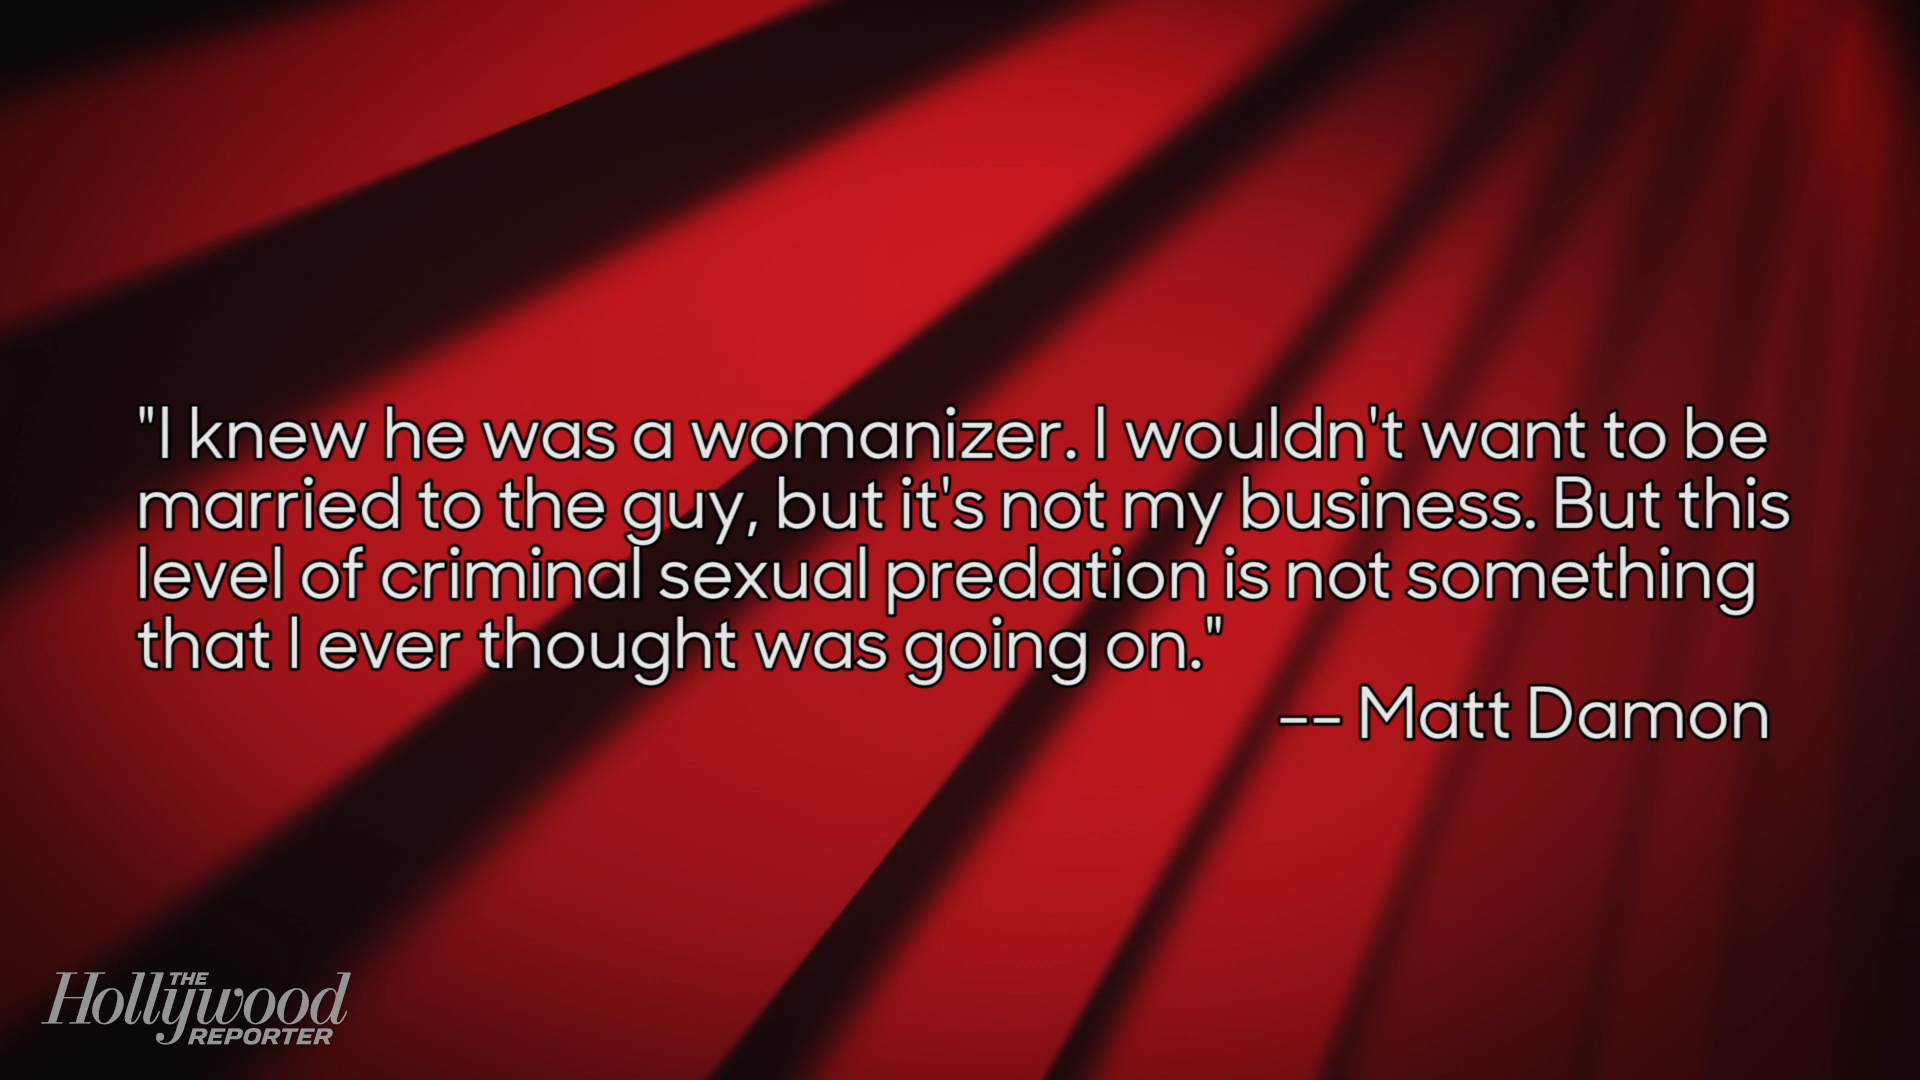 "I knew he was a womanizer. I wouldn't want to be
married to the guy, but it's not my business. But this
level of criminal sexual predation is not something
that I ever thought was going on."
-- Matt Damon
THE
Hollywood
REPORTER